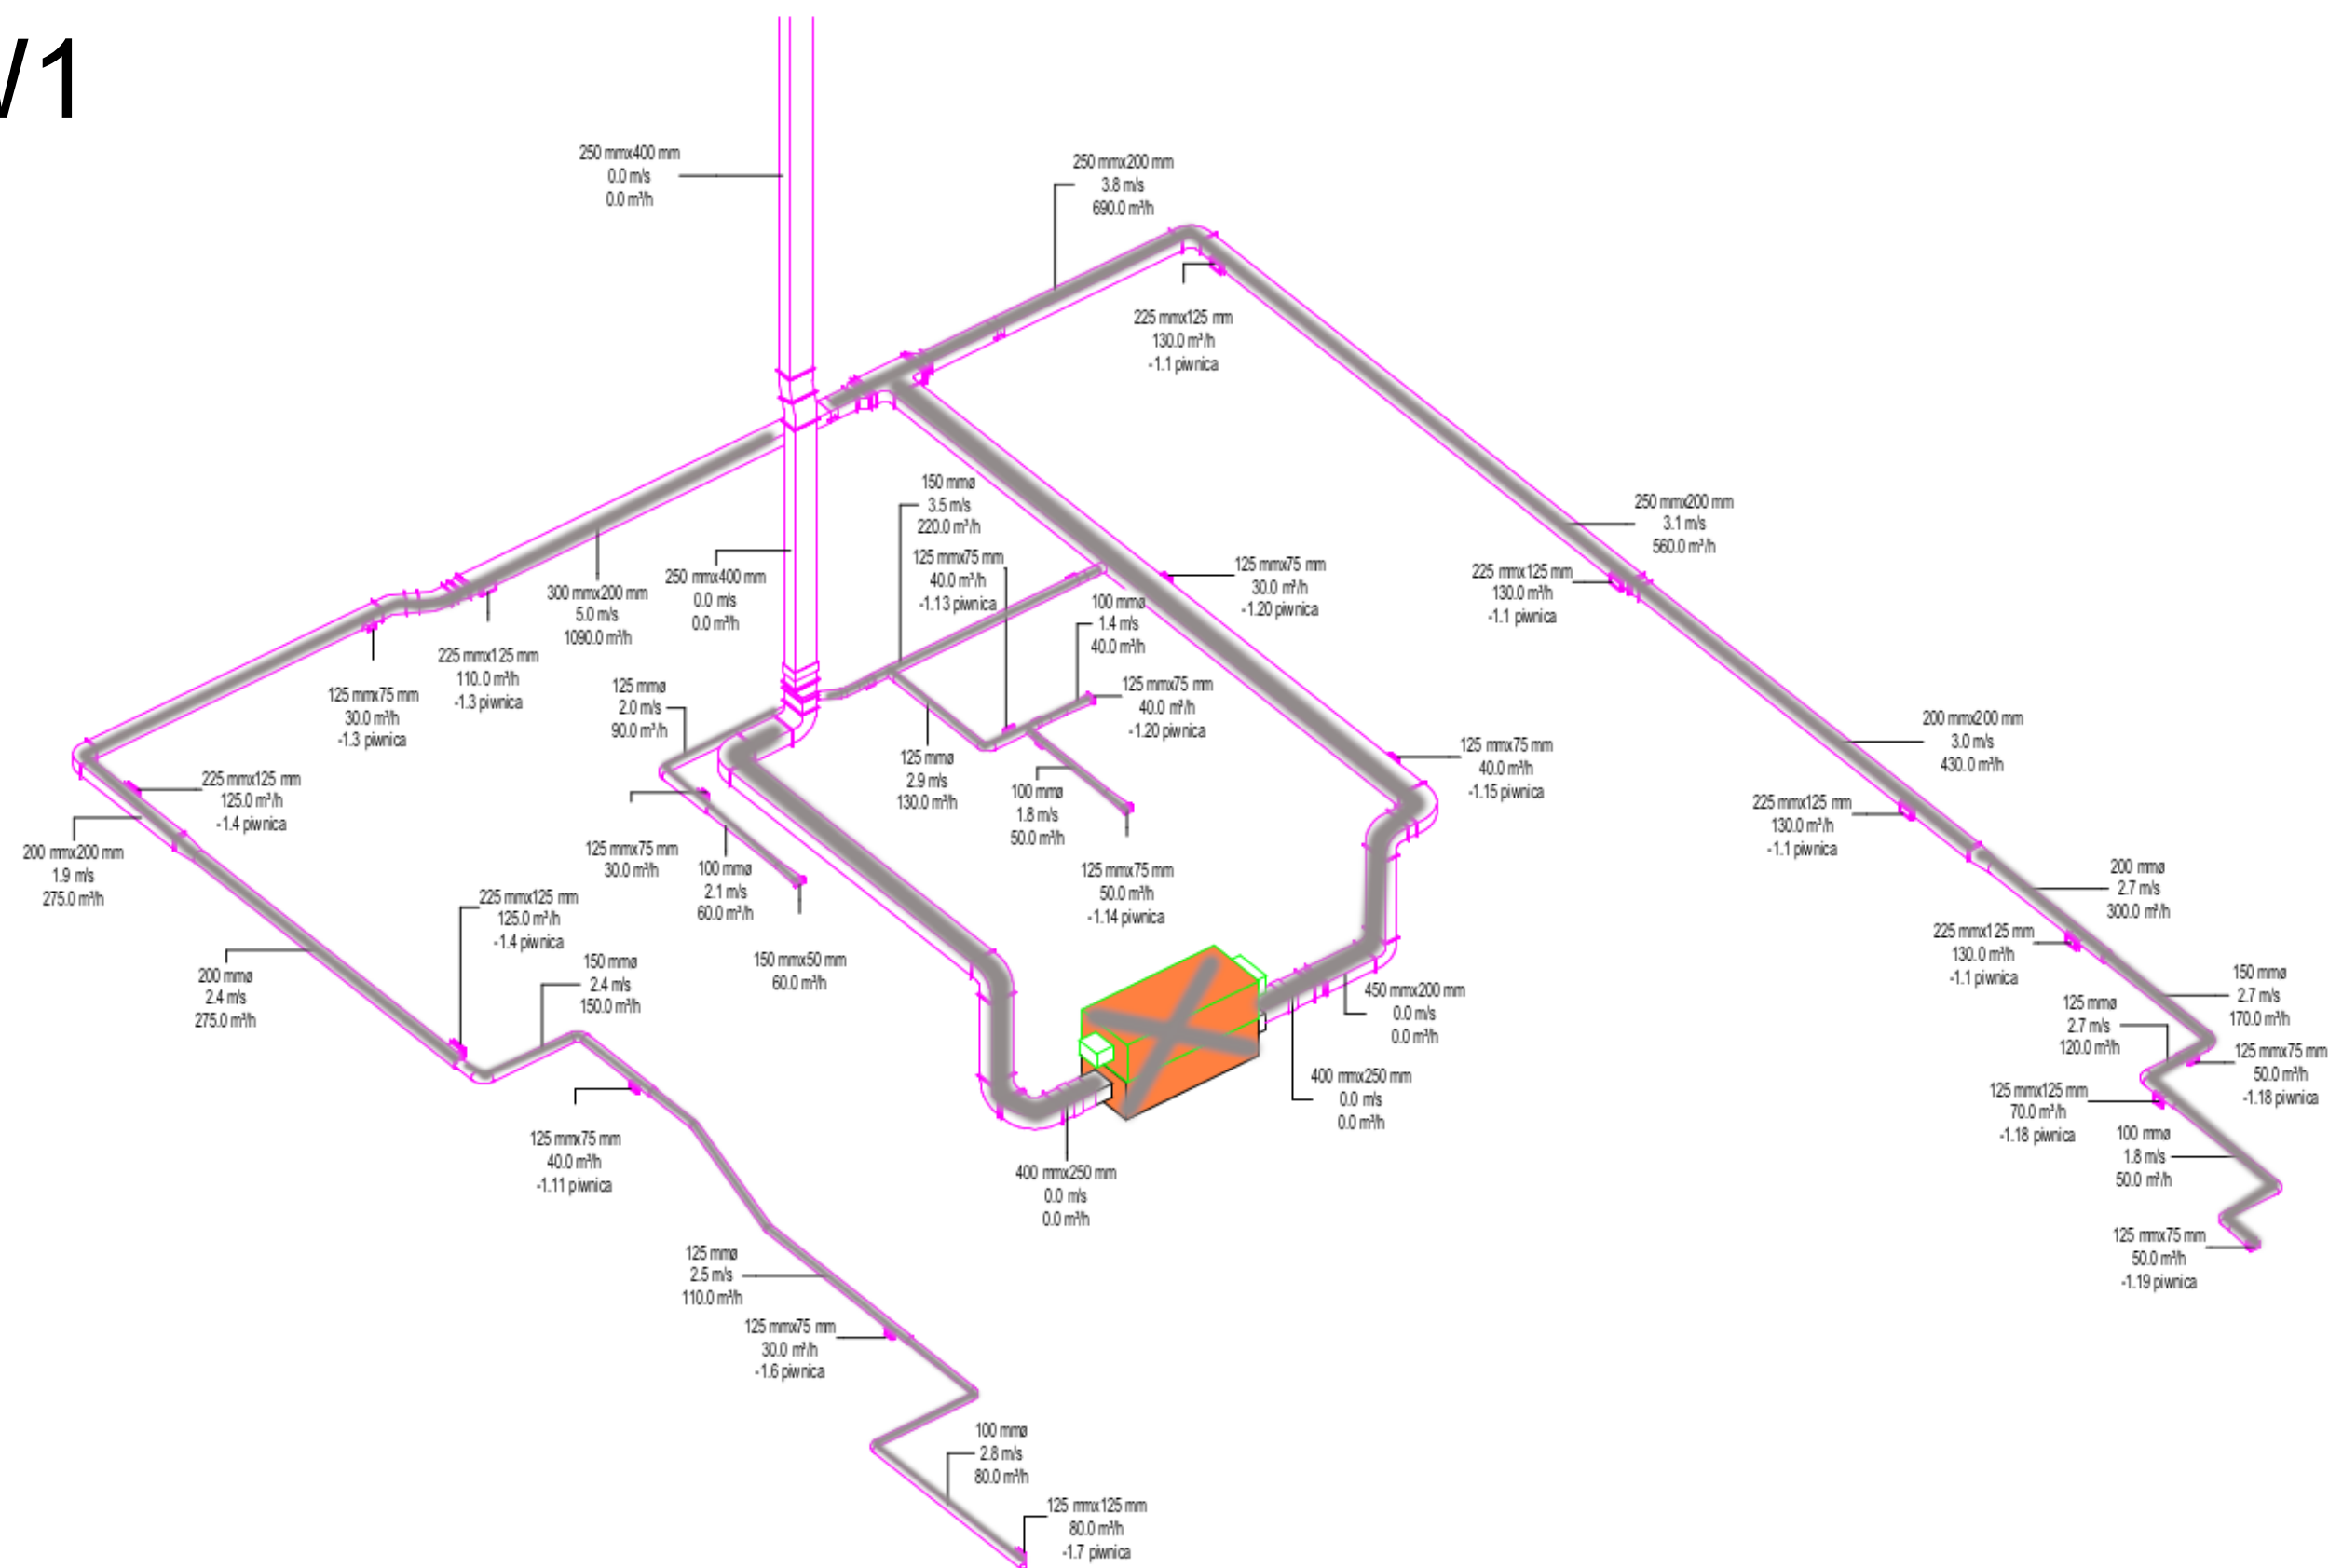 V/1
250 mmx400 mm
0.0 m/s
0.0 m³/h
250 mmx200 mm
3.8 m/s
690.0 m³/h
225 mmx125 mm
130.0 m³/h
-1.1 piwnica
150 mmø
3.5 m/s
220.0 m³/h
250 mmx200 mm
3.1 m/s
560.0 m³/h
125 mmx75 mm
40.0 m³/h
-1.13 piwnica
125 mmx75 mm
30.0 m³/h
-1.20 piwnica
225 mmx125 mm
130.0 m³/h
-1.1 piwnica
250 mmx400 mm
0.0 m/s
0.0 m³/h
300 mmx200 mm
5.0 m/s
1090.0 m³/h
100 mmø
1.4 m/s
40.0 m³/h
225 mmx125 mm
110.0 m³/h
-1.3 piwnica
125 mmx75 mm
30.0 m³/h
-1.3 piwnica
125 mmø
2.0 m/s
90.0 m³/h
125 mmx75 mm
40.0 m³/h
-1.20 piwnica
200 mmx200 mm
3.0 m/s
430.0 m³/h
125 mmx75 mm
40.0 m³/h
-1.15 piwnica
125 mmø
2.9 m/s
130.0 m³/h
225 mmx125 mm
125.0 m³/h
-1.4 piwnica
100 mmø
1.8 m/s
50.0 m³/h
225 mmx125 mm
130.0 m³/h
-1.1 piwnica
200 mmx200 mm
1.9 m/s
275.0 m³/h
125 mmx75 mm
30.0 m³/h
100 mmø
2.1 m/s
60.0 m³/h
125 mmx75 mm
50.0 m³/h
-1.14 piwnica
200 mmø
2.7 m/s
300.0 m³/h
225 mmx125 mm
125.0 m³/h
-1.4 piwnica
225 mmx125 mm
130.0 m³/h
-1.1 piwnica
150 mmx50 mm
60.0 m³/h
150 mmø
2.4 m/s
150.0 m³/h
200 mmø
2.4 m/s
275.0 m³/h
150 mmø
2.7 m/s
170.0 m³/h
450 mmx200 mm
0.0 m/s
0.0 m³/h
125 mmø
2.7 m/s
120.0 m³/h
125 mmx75 mm
50.0 m³/h
-1.18 piwnica
400 mmx250 mm
0.0 m/s
0.0 m³/h
125 mmx125 mm
70.0 m³/h
-1.18 piwnica
100 mmø
1.8 m/s
50.0 m³/h
125 mmx75 mm
40.0 m³/h
-1.11 piwnica
400 mmx250 mm
0.0 m/s
0.0 m³/h
125 mmx75 mm
50.0 m³/h
-1.19 piwnica
125 mmø
2.5 m/s
110.0 m³/h
125 mmx75 mm
30.0 m³/h
-1.6 piwnica
100 mmø
2.8 m/s
80.0 m³/h
125 mmx125 mm
80.0 m³/h
-1.7 piwnica